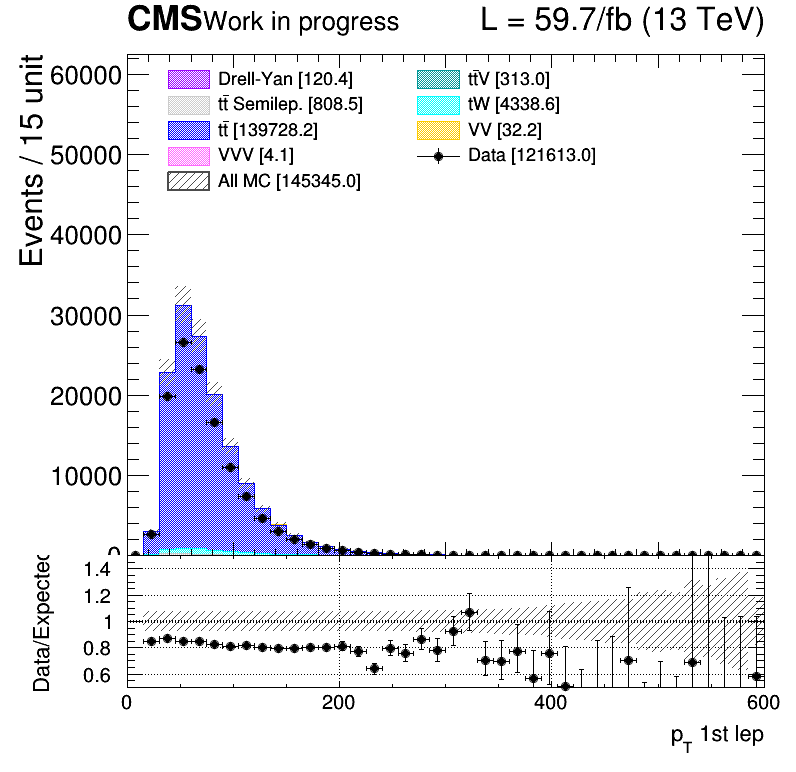 CMS Work in progress L = 59.7/fb (13 TeV)
Events / 15 unit
60000
50000
40000
30000
20000
10000
0
Drell-Yan [120.4]
tt̄ Semilep. [808.5]
tt̄ [139728.2]
VVV [4.1]
All MC [145345.0]
tt̄V [313.0]
tW [4338.6]
VV [32.2]
Data [121613.0]
Data/Expected
1.4
1.2
1
0.8
0.6
0 200 400 600
p_T 1st lep